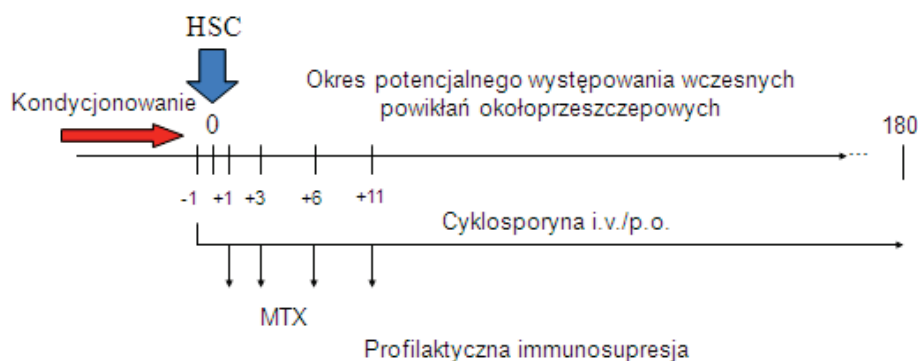 HSC
Okres potencjalnego występowania wczesnych
powikłań okołoprzeszczepowych
Kondycjonowanie
0
180
-1 +1 +3 +6 +11
Cyklosporyna i.v./p.o.
MTX
Profilaktyczna immunosupresja